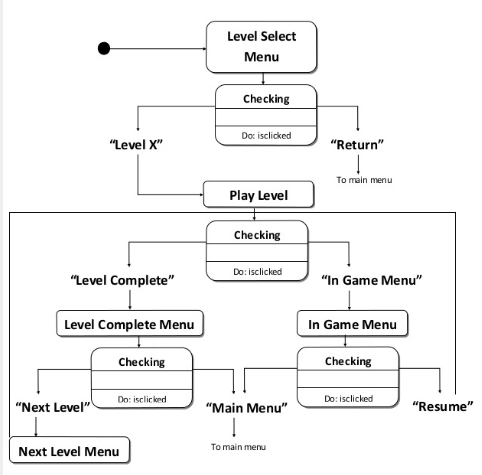 Level Select
Menu
Checking
Do: isclicked
“Level X”
“Return”
To main menu
Play Level
Checking
Do: isclicked
“Level Complete”
“In Game Menu”
Level Complete Menu
In Game Menu
Checking
Checking
Do: isclicked
Do: isclicked
“Next Level”
“Main Menu”
“Resume”
Next Level Menu
To main menu